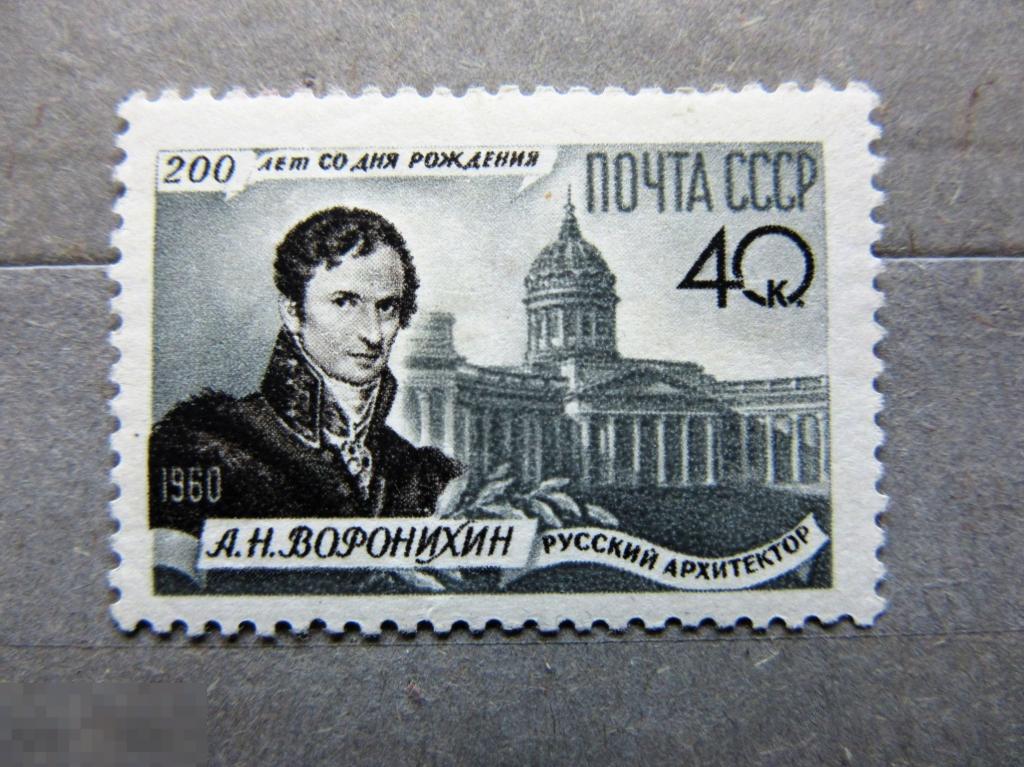 200 лет СО ДНЯ РОЖДЕНИЯ
ПОЧТА СССР
40 К.
1960
А.Н.ВОРОНИХИН
РУССКИЙ АРХИТЕКТОР